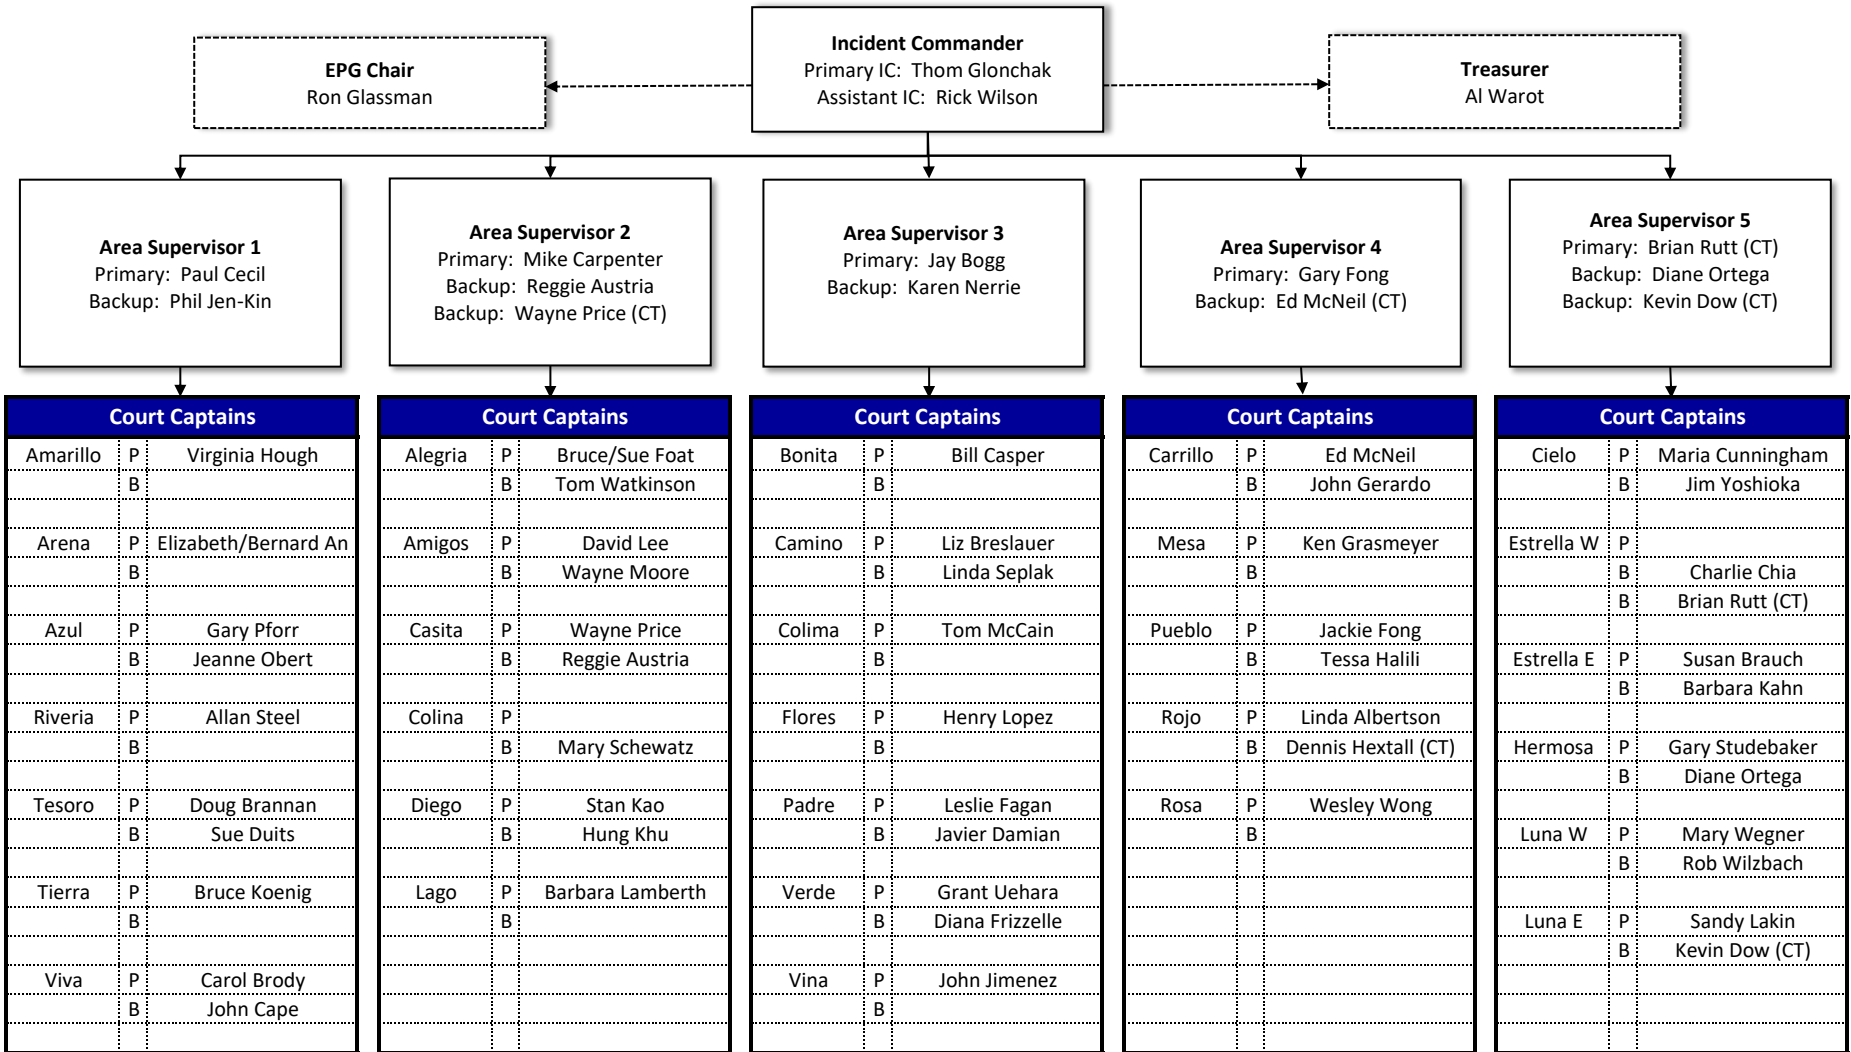 Incident Commander
Primary IC: Thom Glonchak
Assistant IC: Rick Wilson
EPG Chair
Ron Glassman
Treasurer
Al Warot
Area Supervisor 1
Primary: Paul Cecil
Backup: Phil Jen-Kin
Area Supervisor 2
Primary: Mike Carpenter
Backup: Reggie Austria
Backup: Wayne Price (CT)
Area Supervisor 3
Primary: Jay Bogg
Backup: Karen Nerrie
Area Supervisor 4
Primary: Gary Fong
Backup: Ed McNeil (CT)
Area Supervisor 5
Primary: Brian Rutt (CT)
Backup: Diane Ortega
Backup: Kevin Dow (CT)
Court Captains
Amarillo P Virginia Hough
B
Arena P Elizabeth/Bernard An
B
Azul P Gary Pforr
B Jeanne Obert
Riveria P Allan Steel
B
Tesoro P Doug Brannan
B Sue Duits
Tierra P Bruce Koenig
B
Viva P Carol Brody
B John Cape
Court Captains
Alegria P Bruce/Sue Foat
B Tom Watkinson
Amigos P David Lee
B Wayne Moore
Casita P Wayne Price
B Reggie Austria
Colina P
B Mary Schewatz
Diego P Stan Kao
B Hung Khu
Lago P Barbara Lamberth
B
Court Captains
Bonita P Bill Casper
B
Camino P Liz Breslauer
B Linda Seplak
Colima P Tom McCain
B
Flores P Henry Lopez
B
Padre P Leslie Fagan
B Javier Damian
Verde P Grant Uehara
B Diana Frizzelle
Vina P John Jimenez
B
Court Captains
Carrillo P Ed McNeil
B John Gerardo
Mesa P Ken Grasmeyer
B
Pueblo P Jackie Fong
B Tessa Halili
Rojo P Linda Albertson
B Dennis Hextall (CT)
Rosa P Wesley Wong
B
Court Captains
Cielo P Maria Cunningham
B Jim Yoshioka
Estrella W P
B Charlie Chia
B Brian Rutt (CT)
Estrella E P Susan Brauch
B Barbara Kahn
Hermosa P Gary Studebaker
B Diane Ortega
Luna W P Mary Wegner
B Rob Wilzbach
Luna E P Sandy Lakin
B Kevin Dow (CT)